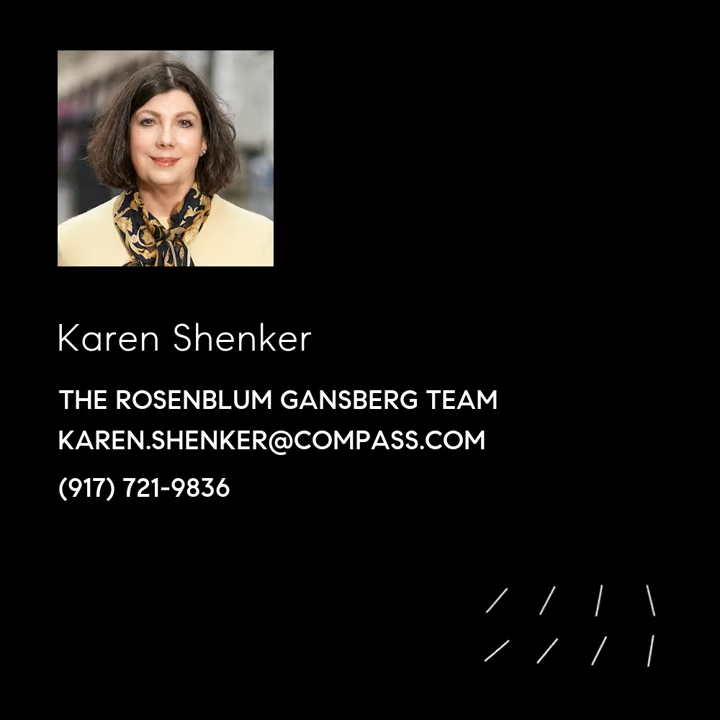 Karen Shenker
THE ROSENBLUM GANSBERG TEAM
KAREN.SHENKER@COMPASS.COM
(917) 721-9836